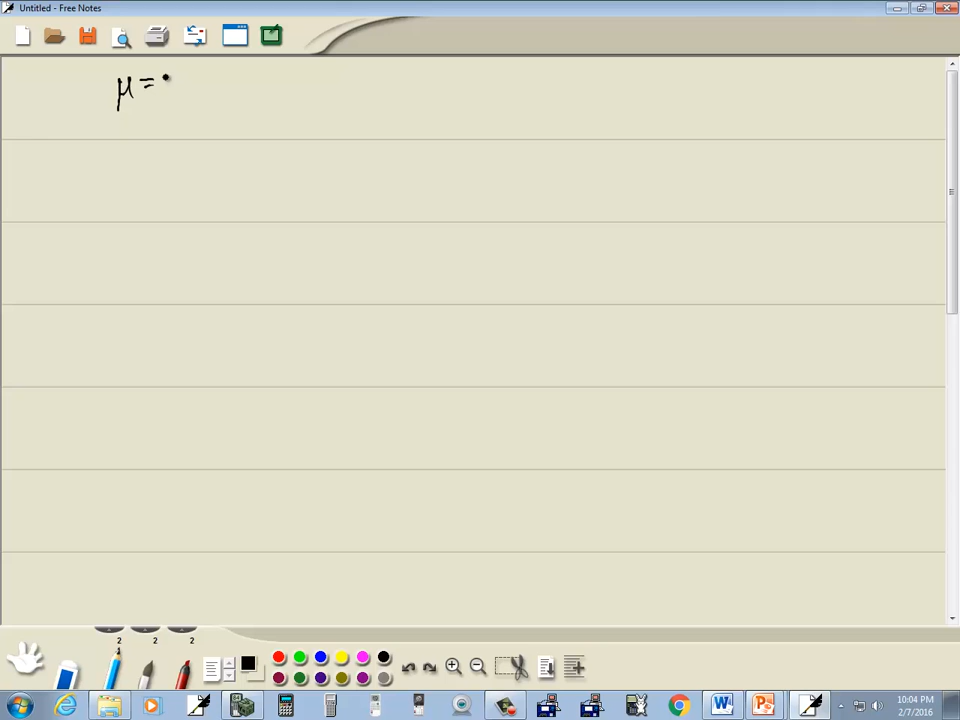 Untitled - Free Notes
μ =
2
2
2
10:04 PM
2/7/2016